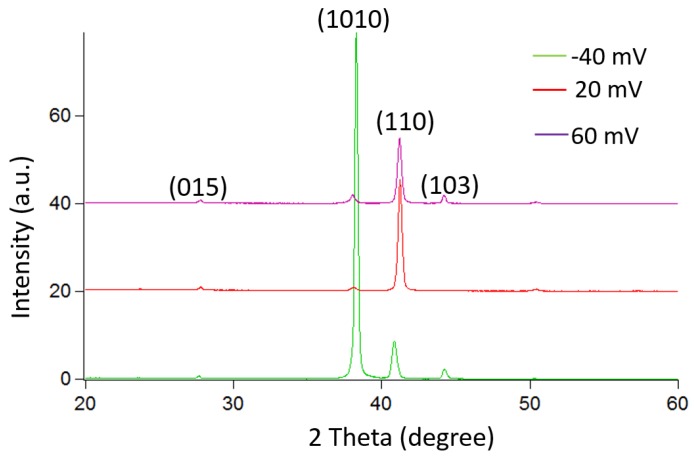 (1010)
-40 mV
20 mV
60 mV
(110)
(015)
(103)
Intensity (a.u.)
60
40
20
0
20
30
40
50
60
2 Theta (degree)